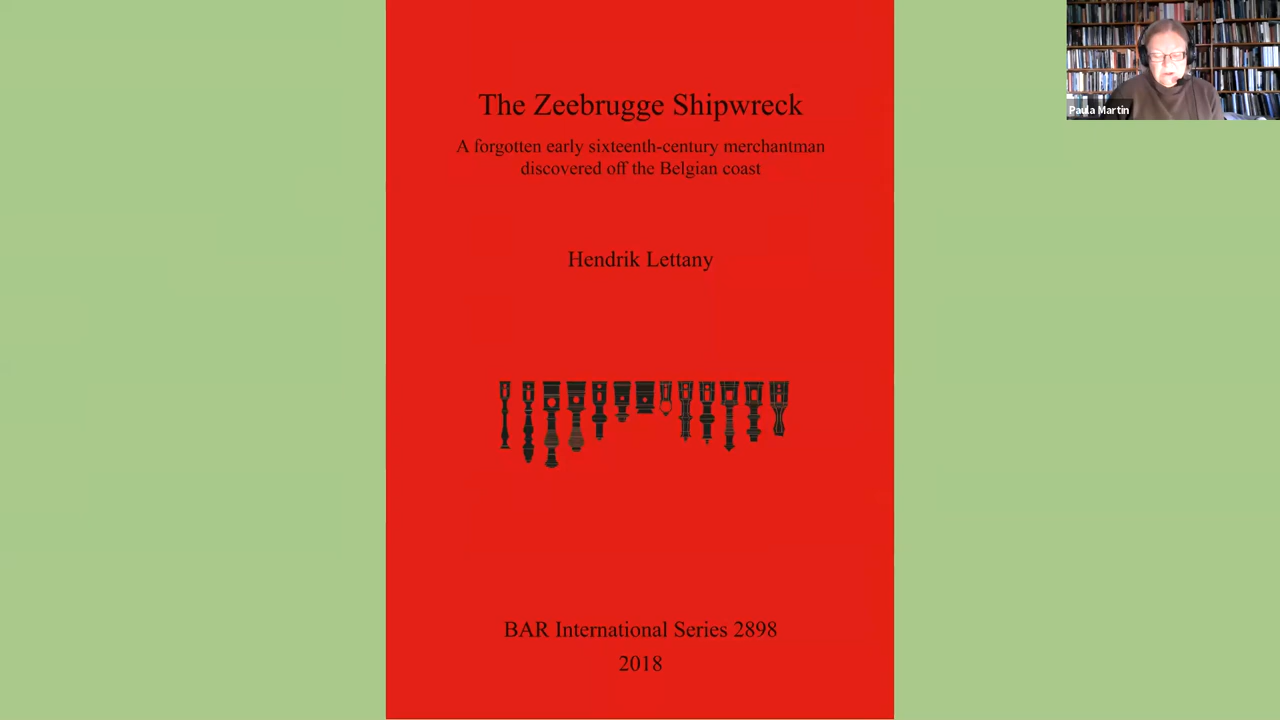 The Zeebrugge Shipwreck
A forgotten early sixteenth-century merchantman
discovered off the Belgian coast
Hendrik Lettany
BAR International Series 2898
2018
Paula Martin